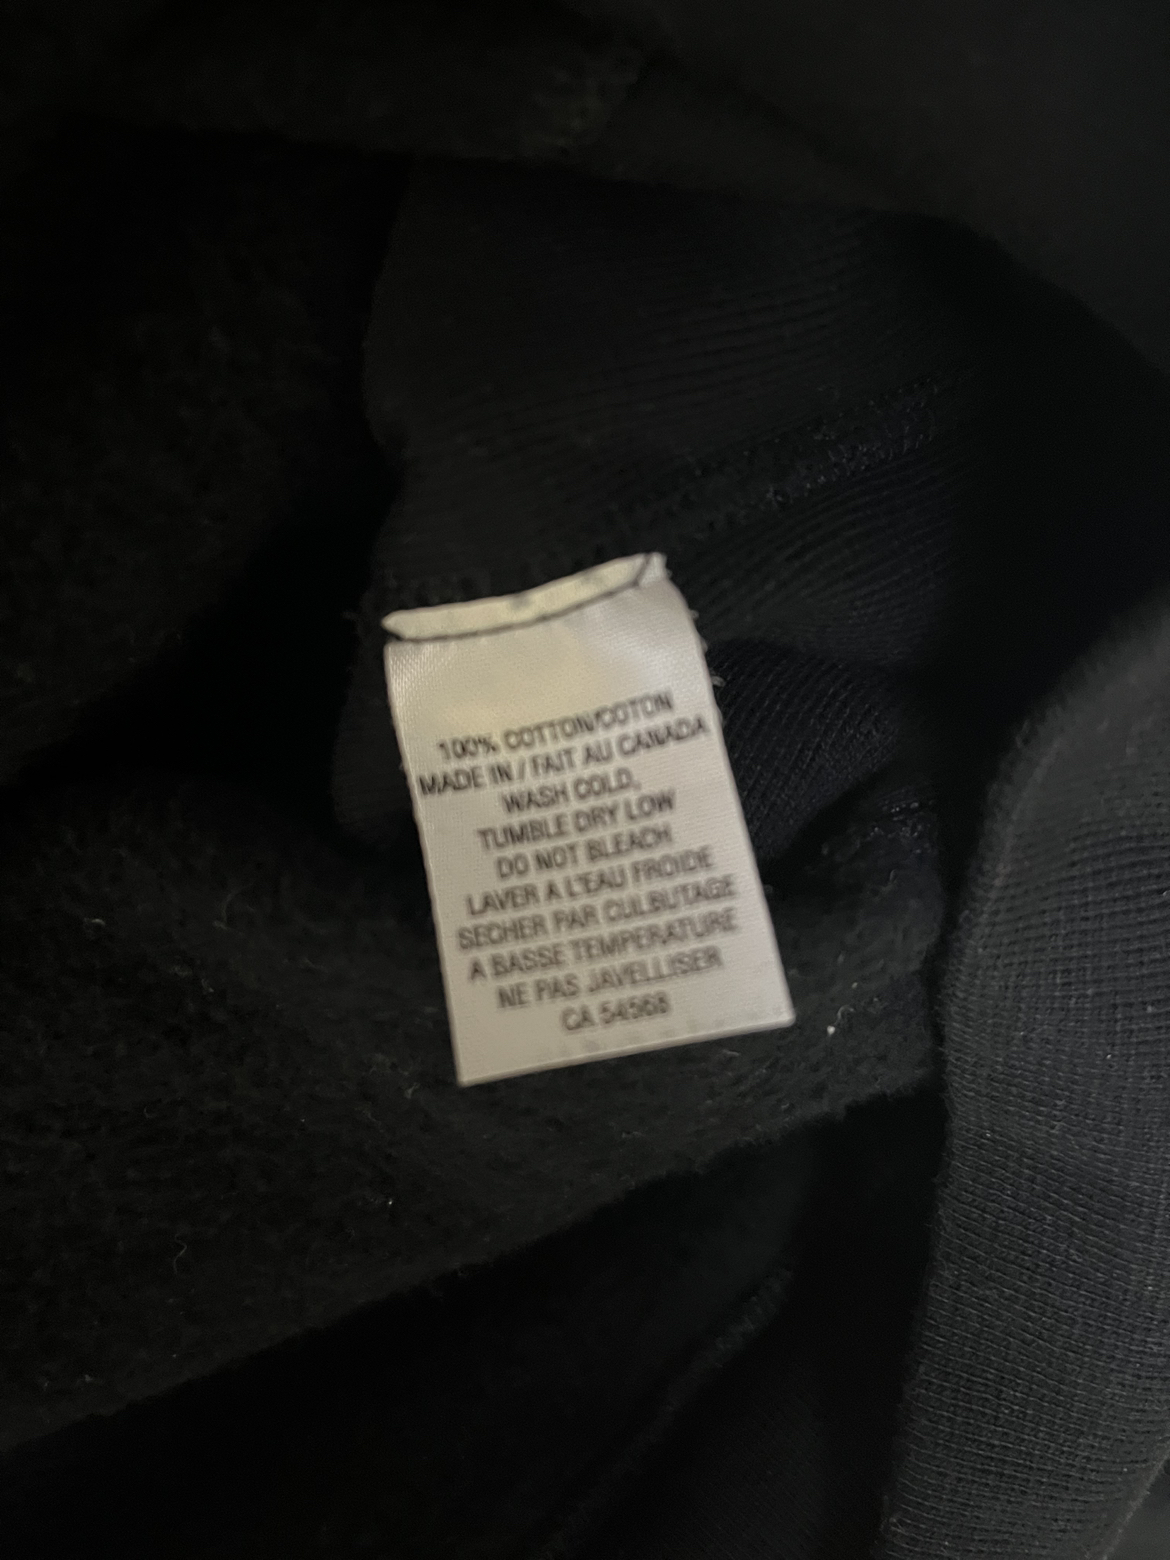 100% COTTON/COTON
MADE IN / FAIT AU CANADA
WASH COLD,
TUMBLE DRY LOW
DO NOT BLEACH
LAVER A L'EAU FROIDE
SECHER PAR CULBUTAGE
A BASSE TEMPERATURE
NE PAS JAVELLISER
CA 54568